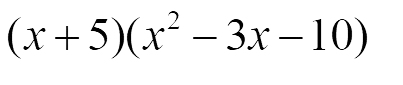 (x + 5)(x² − 3x − 10)